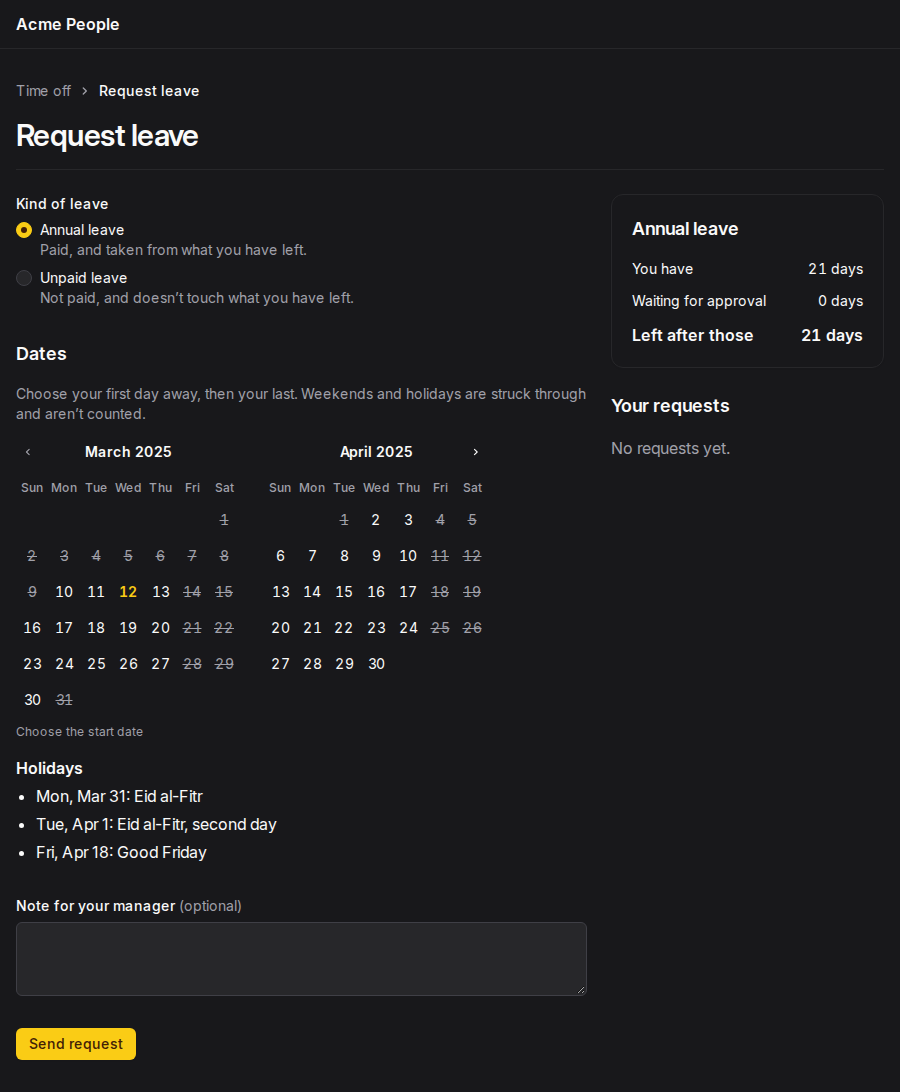 Acme People
Time off > Request leave
Request leave
Kind of leave
Annual leave
Paid, and taken from what you have left.
Unpaid leave
Not paid, and doesn’t touch what you have left.
Dates
Choose your first day away, then your last. Weekends and holidays are struck through
and aren’t counted.
March 2025
Sun Mon Tue Wed Thu Fri Sat
1
2 3 4 5 6 7 8
9 10 11 12 13 14 15
16 17 18 19 20 21 22
23 24 25 26 27 28 29
30 31
April 2025
Sun Mon Tue Wed Thu Fri Sat
1 2 3 4 5
6 7 8 9 10 11 12
13 14 15 16 17 18 19
20 21 22 23 24 25 26
27 28 29 30
Choose the start date
Holidays
• Mon, Mar 31: Eid al-Fitr
• Tue, Apr 1: Eid al-Fitr, second day
• Fri, Apr 18: Good Friday
Note for your manager (optional)
Send request
Annual leave
You have 21 days
Waiting for approval 0 days
Left after those 21 days
Your requests
No requests yet.